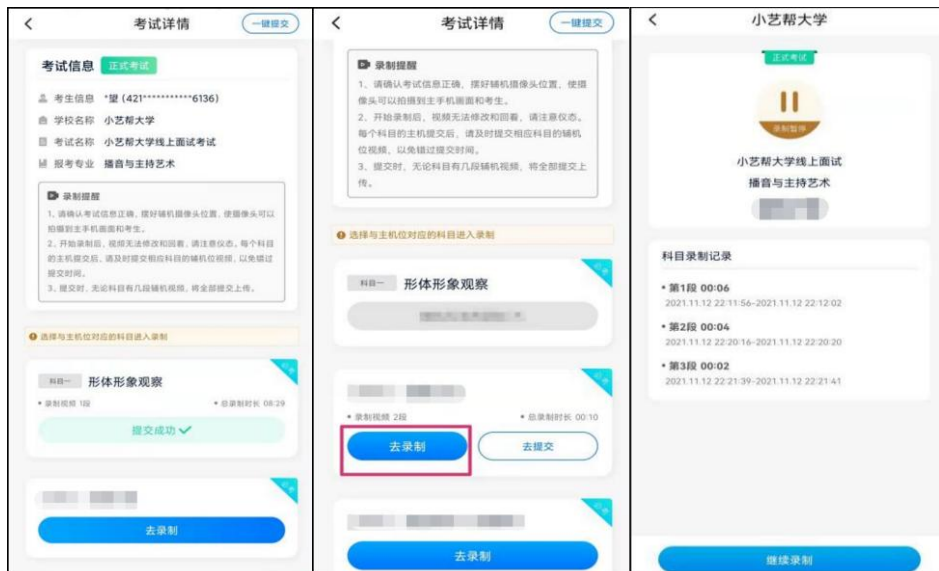 考试详情
一键提交
考试信息
正式考试
考生信息 *望 (421***********6136)
学校名称 小艺帮大学
考试名称 小艺帮大学线上面试考试
报考专业 播音与主持艺术
录制提醒
1、请确认考试信息正确，摆好辅机摄像头位置，使摄像头可以
拍摄到主手机画面和考生。
2、开始录制后，视频无法修改和回看，请注意仪态。每个科目
的主机提交后，请及时提交相应科目的辅机位视频，以免错过
提交时间。
3、提交时，无论科目有几段辅机视频，将全部提交上传。
选择与主机位对应的科目进入录制
必考
科目一 形体形象观察
• 录制视频 1段
• 总录制时长 08:29
提交成功
必考
去录制
考试详情
一键提交
录制提醒
1、请确认考试信息正确，摆好辅机摄像头位置，使摄
像头可以拍摄到主手机画面和考生。
2、开始录制后，视频无法修改和回看，请注意仪态。
每个科目的主机提交后，请及时提交相应科目的辅机
位视频，以免错过提交时间。
3、提交时，无论科目有几段辅机视频，将全部提交上
传。
选择与主机位对应的科目进入录制
必考
科目一 形体形象观察
必考
• 录制视频 2段
• 总录制时长 00:10
去录制
去提交
必考
去录制
小艺帮大学
正式考试
录制暂停
小艺帮大学线上面试
播音与主持艺术
科目录制记录
• 第1段 00:06
2021.11.12 22:11:56-2021.11.12 22:12:02
• 第2段 00:04
2021.11.12 22:20:16-2021.11.12 22:20:20
• 第3段 00:02
2021.11.12 22:21:39-2021.11.12 22:21:41
继续录制